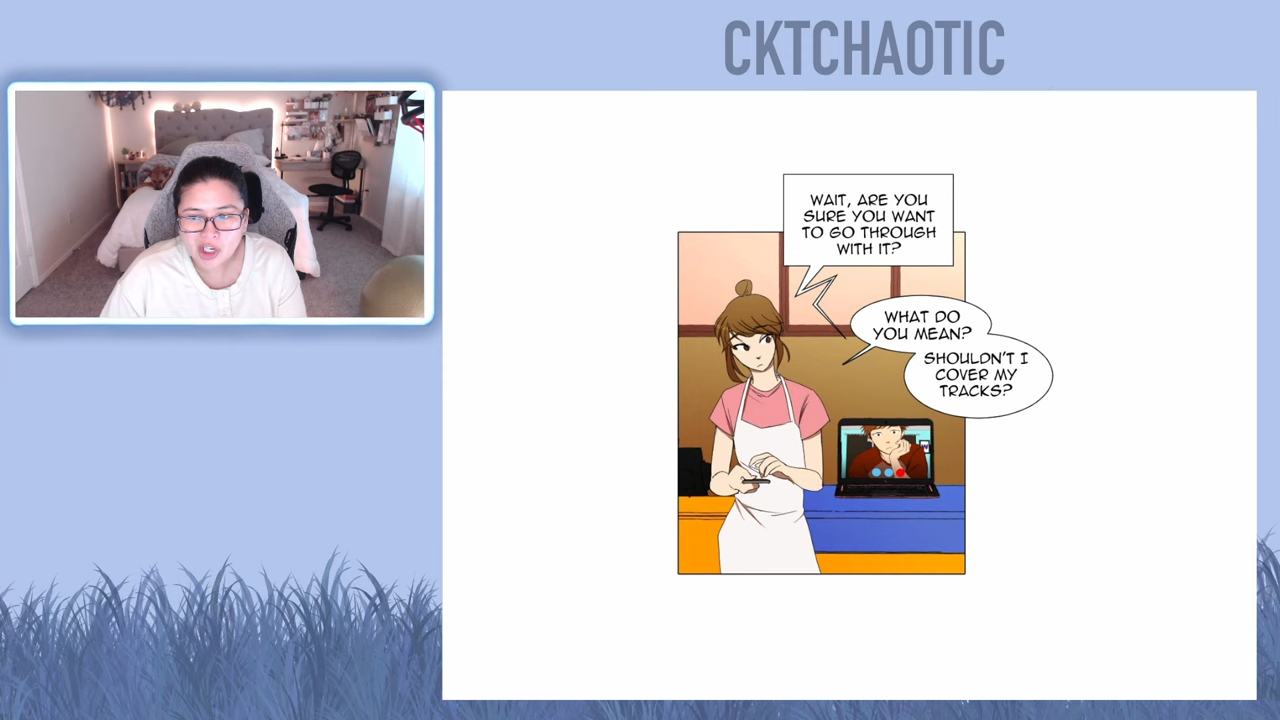 CKTCHAOTIC
WAIT, ARE YOU
SURE YOU WANT
TO GO THROUGH
WITH IT?
WHAT DO
YOU MEAN?
SHOULDN'T I
COVER MY
TRACKS?